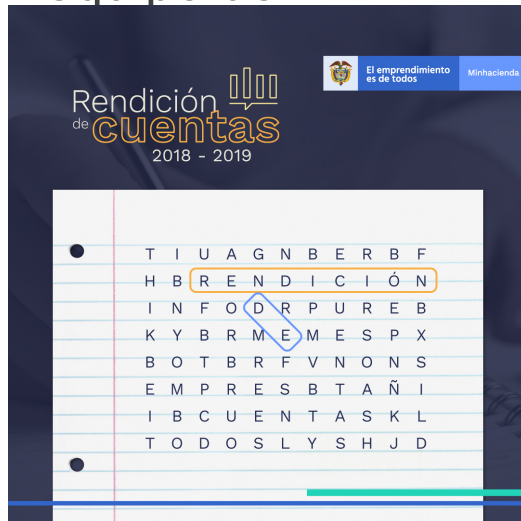 El emprendimiento
es de todos
Minhacienda
Rendición
de cuentas
2018 - 2019
T I U A G N B E R B F
H B R E N D I C I Ó N
I N F O D R P U R E B
K Y B R M E M E S P X
B O T B R F V N O N S
E M P R E S B T A Ñ I
I B C U E N T A S K L
T O D O S L Y S H J D